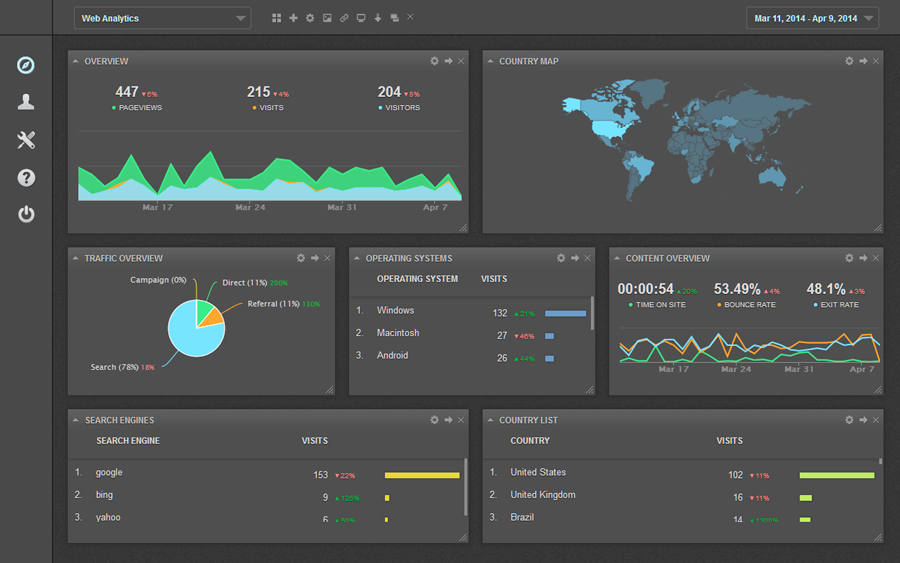 Web Analytics
Mar 11, 2014 - Apr 9, 2014
OVERVIEW
447 ▼6% 215 ▼4% 204 ▼8%
PAGEVIEWS VISITS VISITORS
Mar 17 Mar 24 Mar 31 Apr 7
COUNTRY MAP
TRAFFIC OVERVIEW
Campaign (0%)
Direct (11%) 200%
Referral (11%) 130%
Search (78%) 18%
OPERATING SYSTEMS
OPERATING SYSTEM VISITS
1. Windows 132 ▲21%
2. Macintosh 27 ▼46%
3. Android 26 ▲44%
CONTENT OVERVIEW
00:00:54 ▲20% 53.49% ▲4% 48.1% ▲3%
TIME ON SITE BOUNCE RATE EXIT RATE
Mar 17 Mar 24 Mar 31 Apr 7
SEARCH ENGINES
SEARCH ENGINE VISITS
1. google 153 ▼22%
2. bing 9 ▲125%
3. yahoo 6
COUNTRY LIST
COUNTRY VISITS
1. United States 102 ▼11%
2. United Kingdom 16 ▼11%
3. Brazil 14